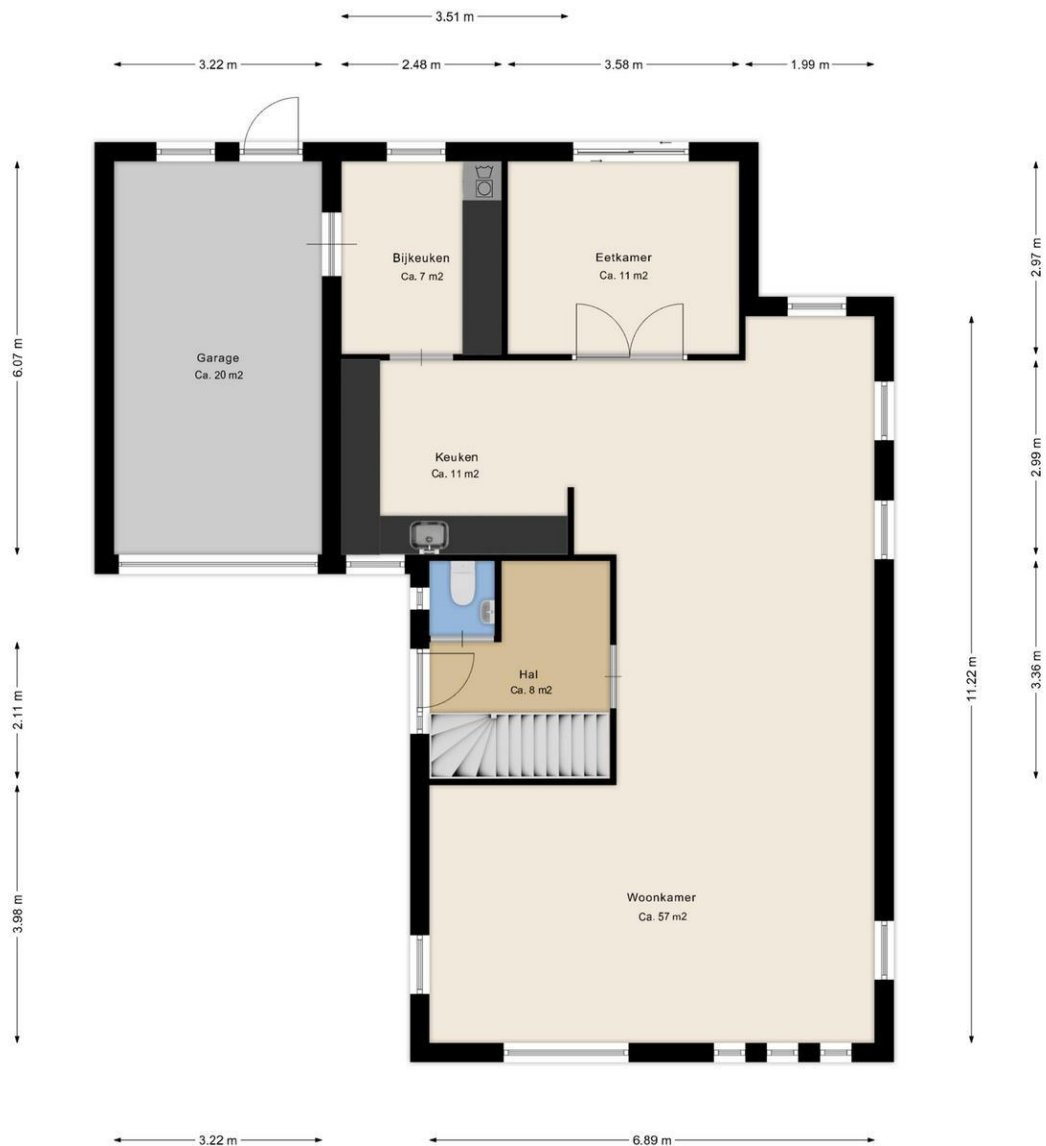 3.51 m
3.22 m
2.48 m
3.58 m
1.99 m
6.07 m
2.97 m
Bijkeuken
Ca. 7 m2
Eetkamer
Ca. 11 m2
Garage
Ca. 20 m2
Keuken
Ca. 11 m2
2.99 m
Hal
Ca. 8 m2
2.11 m
11.22 m
3.36 m
Woonkamer
Ca. 57 m2
3.98 m
3.22 m
6.89 m